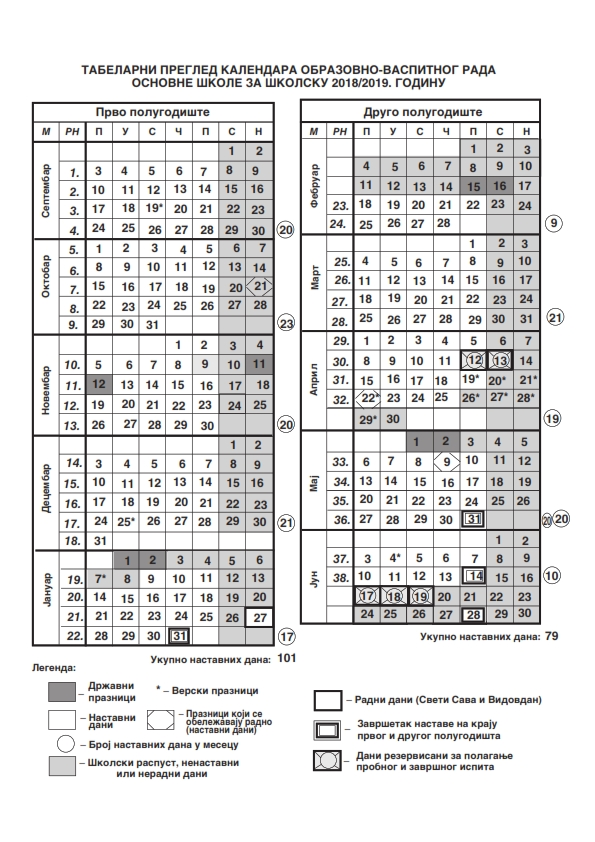 ТАБЕЛАРНИ ПРЕГЛЕД КАЛЕНДАРА ОБРАЗОВНО-ВАСПИТНОГ РАДА
ОСНОВНЕ ШКОЛЕ ЗА ШКОЛСКУ 2018/2019. ГОДИНУ
Прво полугодиште
М РН П У С Ч П С Н
Септембар
1 2
1. 3 4 5 6 7 8 9
2. 10 11 12 13 14 15 16
3. 17 18 19* 20 21 22 23
4. 24 25 26 27 28 29 30 20
Октобар
5. 1 2 3 4 5 6 7
6. 8 9 10 11 12 13 14
7. 15 16 17 18 19 20 21
8. 22 23 24 25 26 27 28
9. 29 30 31 23
Новембар
1 2 3 4
10. 5 6 7 8 9 10 11
11. 12 13 14 15 16 17 18
12. 19 20 21 22 23 24 25
13. 26 27 28 29 30 20
Децембар
1 2
14. 3 4 5 6 7 8 9
15. 10 11 12 13 14 15 16
16. 17 18 19 20 21 22 23
17. 24 25* 26 27 28 29 30 21
18. 31
Јануар
1 2 3 4 5 6
19. 7* 8 9 10 11 12 13
20. 14 15 16 17 18 19 20
21. 21 22 23 24 25 26 27
22. 28 29 30 31 17
Укупно наставних дана: 101
Друго полугодиште
М РН П У С Ч П С Н
Фебруар
1 2 3
4 5 6 7 8 9 10
11 12 13 14 15 16 17
23. 18 19 20 21 22 23 24
24. 25 26 27 28 9
Март
1 2 3
25. 4 5 6 7 8 9 10
26. 11 12 13 14 15 16 17
27. 18 19 20 21 22 23 24
28. 25 26 27 28 29 30 31 21
Април
29. 1 2 3 4 5 6 7
30. 8 9 10 11 12 13 14
31. 15 16 17 18 19* 20* 21*
32. 22* 23 24 25 26* 27* 28*
29* 30 19
Мај
1 2 3 4 5
33. 6 7 8 9 10 11 12
34. 13 14 15 16 17 18 19
35. 20 21 22 23 24 25 26
36. 27 28 29 30 31 20 20
Јун
1 2
37. 3 4* 5 6 7 8 9
38. 10 11 12 13 14 15 16 10
17 18 19 20 21 22 23
24 25 26 27 28 29 30
Укупно наставних дана: 79
Легенда:
– Државни
празници
* – Верски празници
– Наставни
дани
– Празници који се
обележавају радно
(наставни дани)
– Број наставних дана у месецу
– Школски распуст, ненаставни
или нерадни дани
– Радни дани (Свети Сава и Видовдан)
– Завршетак наставе на крају
првог и другог полугодишта
– Дани резервисани за полагање
пробног и завршног испита